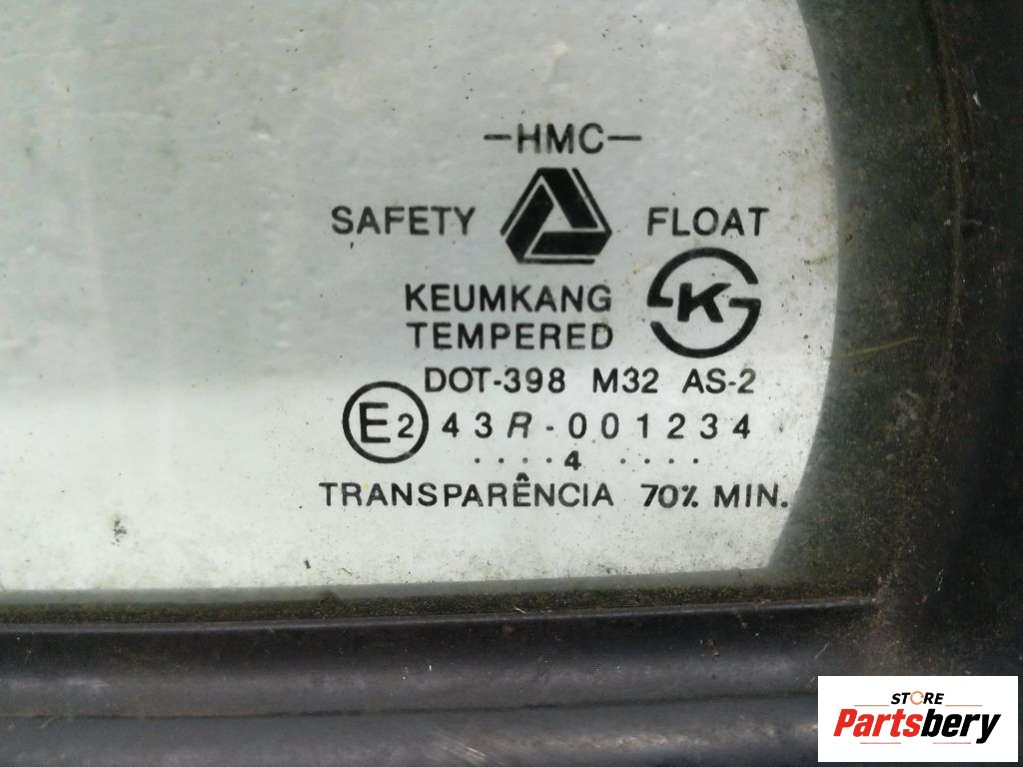 -HMC-
SAFETY FLOAT
KEUMKANG K
TEMPERED
DOT-398 M32 AS-2
E2 43R-001234
....4 ....
TRANSPARÊNCIA 70% MIN.
STORE
Partsbery